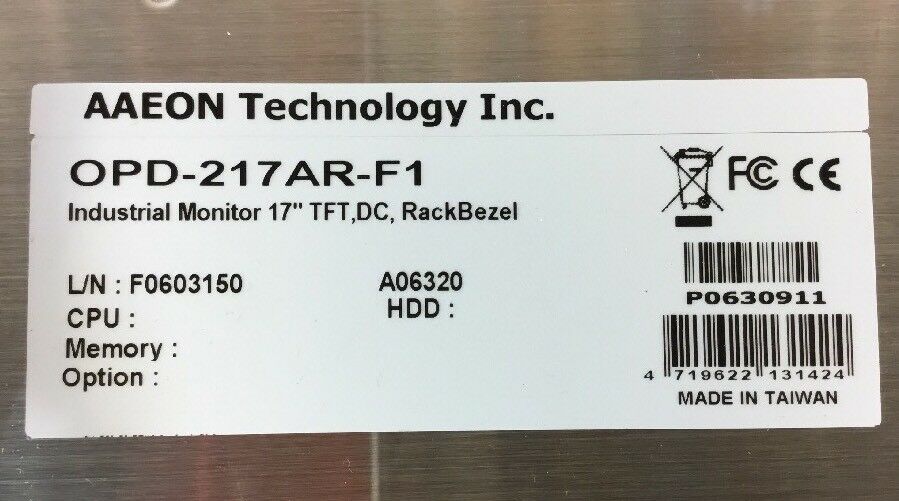 AAEON Technology Inc.
OPD-217AR-F1
Industrial Monitor 17" TFT,DC, RackBezel
FC CE
L/N : F0603150 A06320
CPU : HDD :
Memory :
Option :
P0630911
4 719622 131424
MADE IN TAIWAN